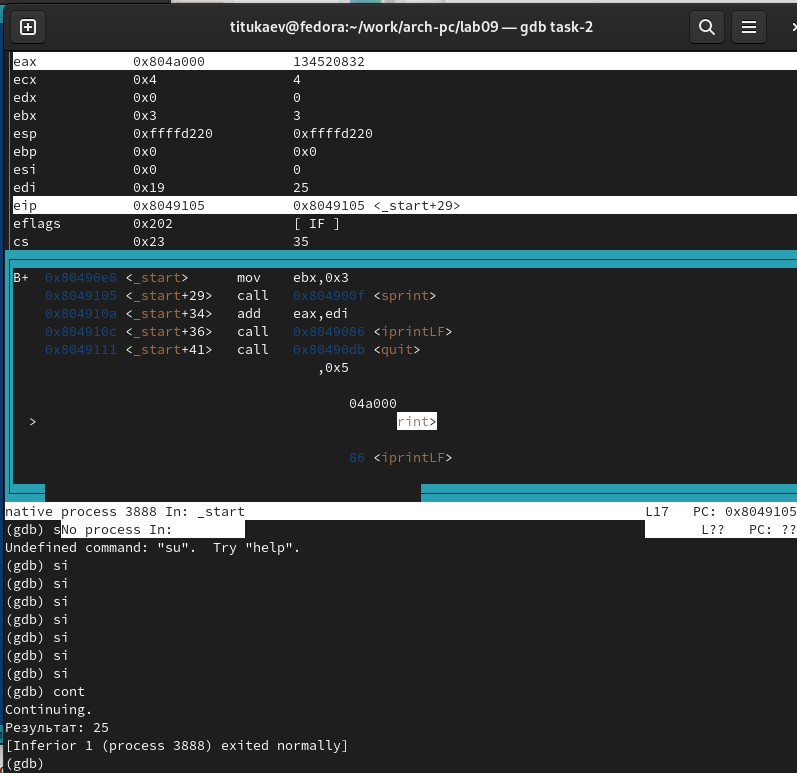 titukaev@fedora:~/work/arch-pc/lab09 — gdb task-2
eax 0x804a000 134520832
ecx 0x4 4
edx 0x0 0
ebx 0x3 3
esp 0xffffd220 0xffffd220
ebp 0x0 0x0
esi 0x0 0
edi 0x19 25
eip 0x8049105 0x8049105 <_start+29>
eflags 0x202 [ IF ]
cs 0x23 35
B+ 0x80490e8 <_start> mov ebx,0x3
0x8049105 <_start+29> call 0x804900f <sprint>
0x804910a <_start+34> add eax,edi
0x804910c <_start+36> call 0x8049086 <iprintLF>
0x8049111 <_start+41> call 0x80490db <quit>
,0x5
04a000
> rint>
86 <iprintLF>
native process 3888 In: _start L17 PC: 0x8049105
(gdb) sNo process In: L?? PC: ??
Undefined command: "su". Try "help".
(gdb) si
(gdb) si
(gdb) si
(gdb) si
(gdb) si
(gdb) si
(gdb) si
(gdb) cont
Continuing.
Результат: 25
[Inferior 1 (process 3888) exited normally]
(gdb)